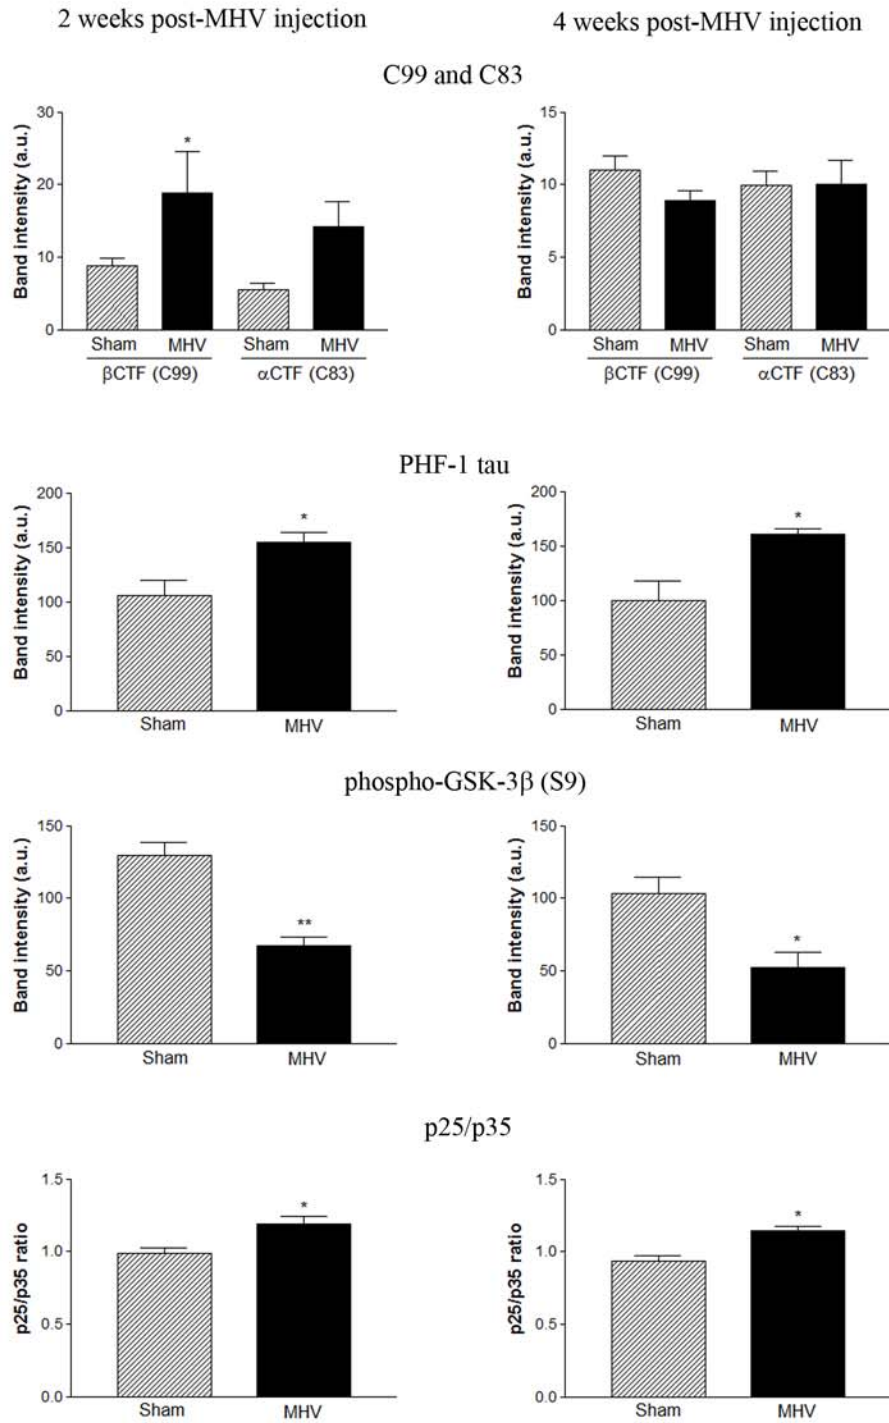 2 weeks post-MHV injection
4 weeks post-MHV injection
C99 and C83
Band intensity (a.u.)
30
20
10
0
*
Sham MHV Sham MHV
βCTF (C99) αCTF (C83)
Band intensity (a.u.)
15
10
5
0
Sham MHV Sham MHV
βCTF (C99) αCTF (C83)
PHF-1 tau
Band intensity (a.u.)
200
150
100
50
0
*
Sham MHV
Band intensity (a.u.)
200
150
100
50
0
*
Sham MHV
phospho-GSK-3β (S9)
Band intensity (a.u.)
150
100
50
0
**
Sham MHV
Band intensity (a.u.)
150
100
50
0
*
Sham MHV
p25/p35
p25/p35 ratio
1.5
1.0
0.5
0.0
*
Sham MHV
p25/p35 ratio
1.5
1.0
0.5
0.0
*
Sham MHV